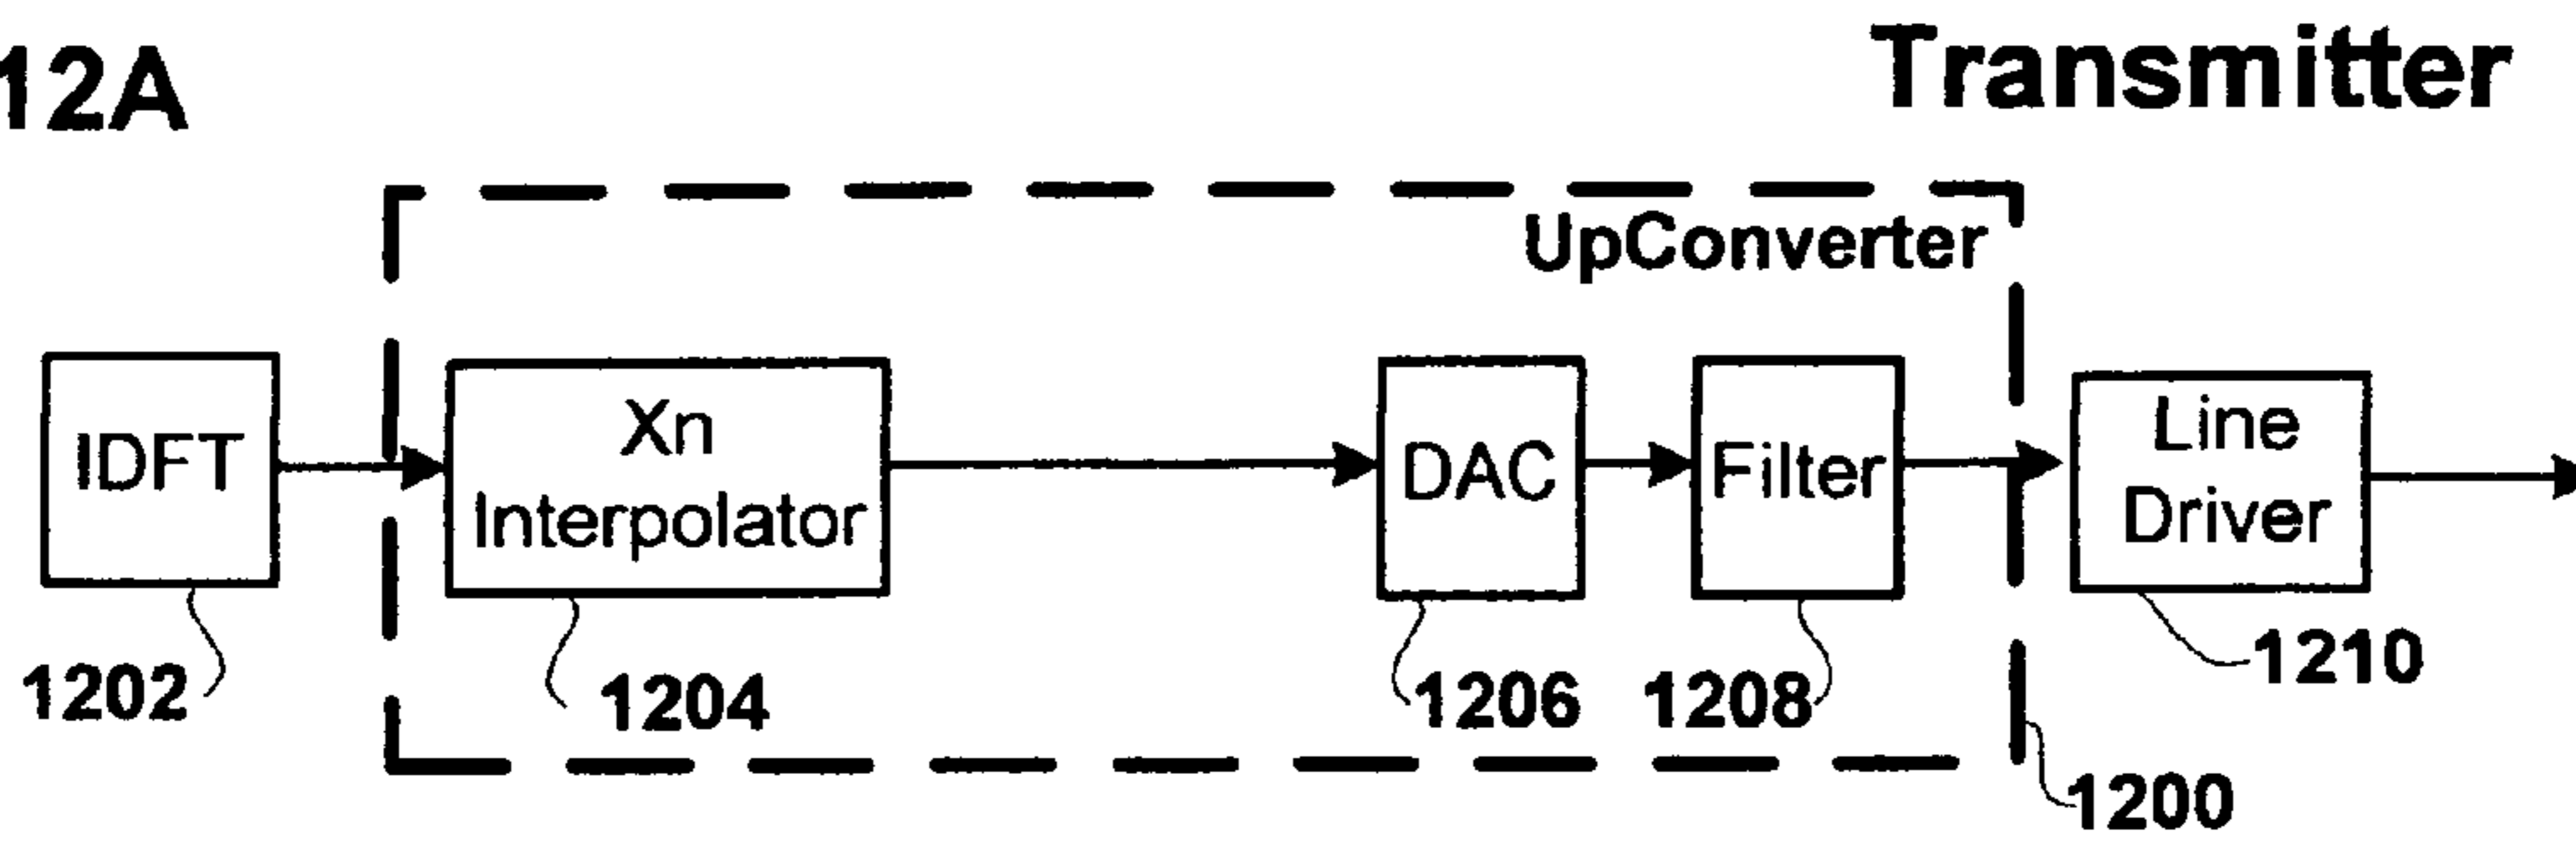 12A
Transmitter
UpConverter
IDFT
Xn
Interpolator
DAC
Filter
Line
Driver
1202
1204
1206
1208
1210
1200